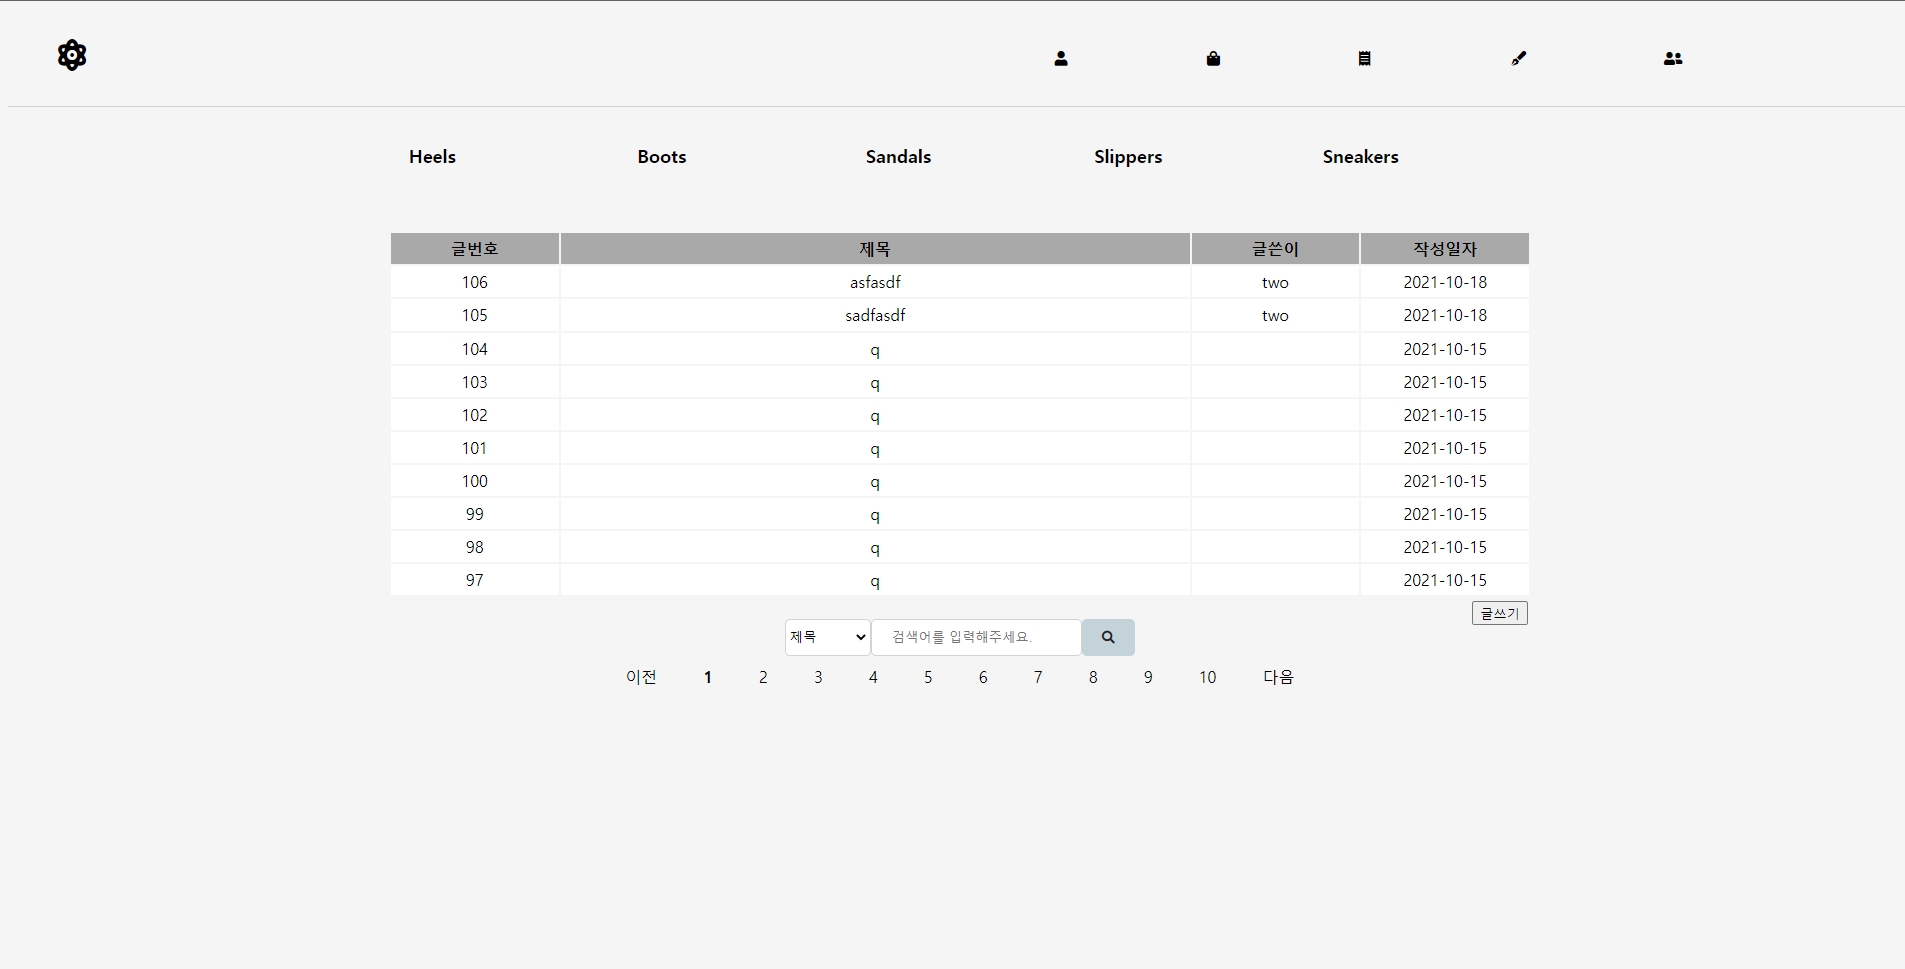 Heels Boots Sandals Slippers Sneakers
글번호 제목 글쓴이 작성일자
106 asfasdf two 2021-10-18
105 sadfasdf two 2021-10-18
104 q 2021-10-15
103 q 2021-10-15
102 q 2021-10-15
101 q 2021-10-15
100 q 2021-10-15
99 q 2021-10-15
98 q 2021-10-15
97 q 2021-10-15
글쓰기
제목 검색어를 입력해주세요.
이전 1 2 3 4 5 6 7 8 9 10 다음